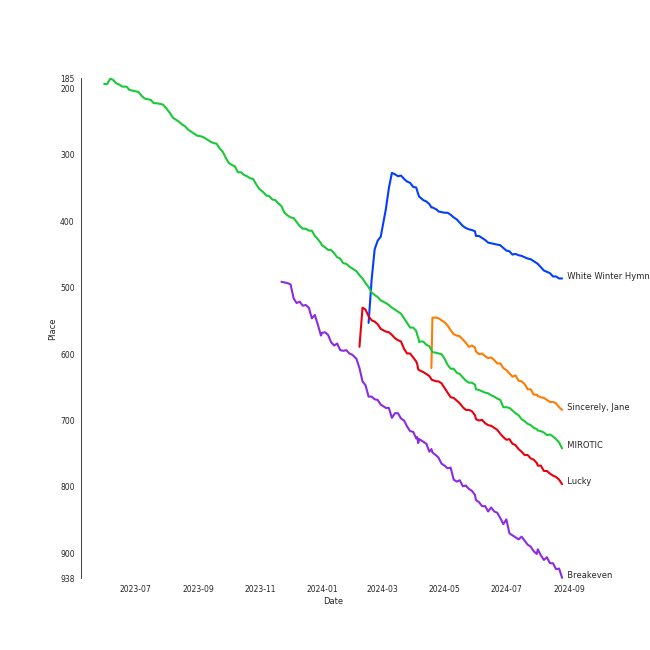 185
200
300
400
500
600
700
800
900
938
Place
2023-07
2023-09
2023-11
2024-01
2024-03
2024-05
2024-07
2024-09
Date
White Winter Hymn
Sincerely, Jane
MIROTIC
Lucky
Breakeven